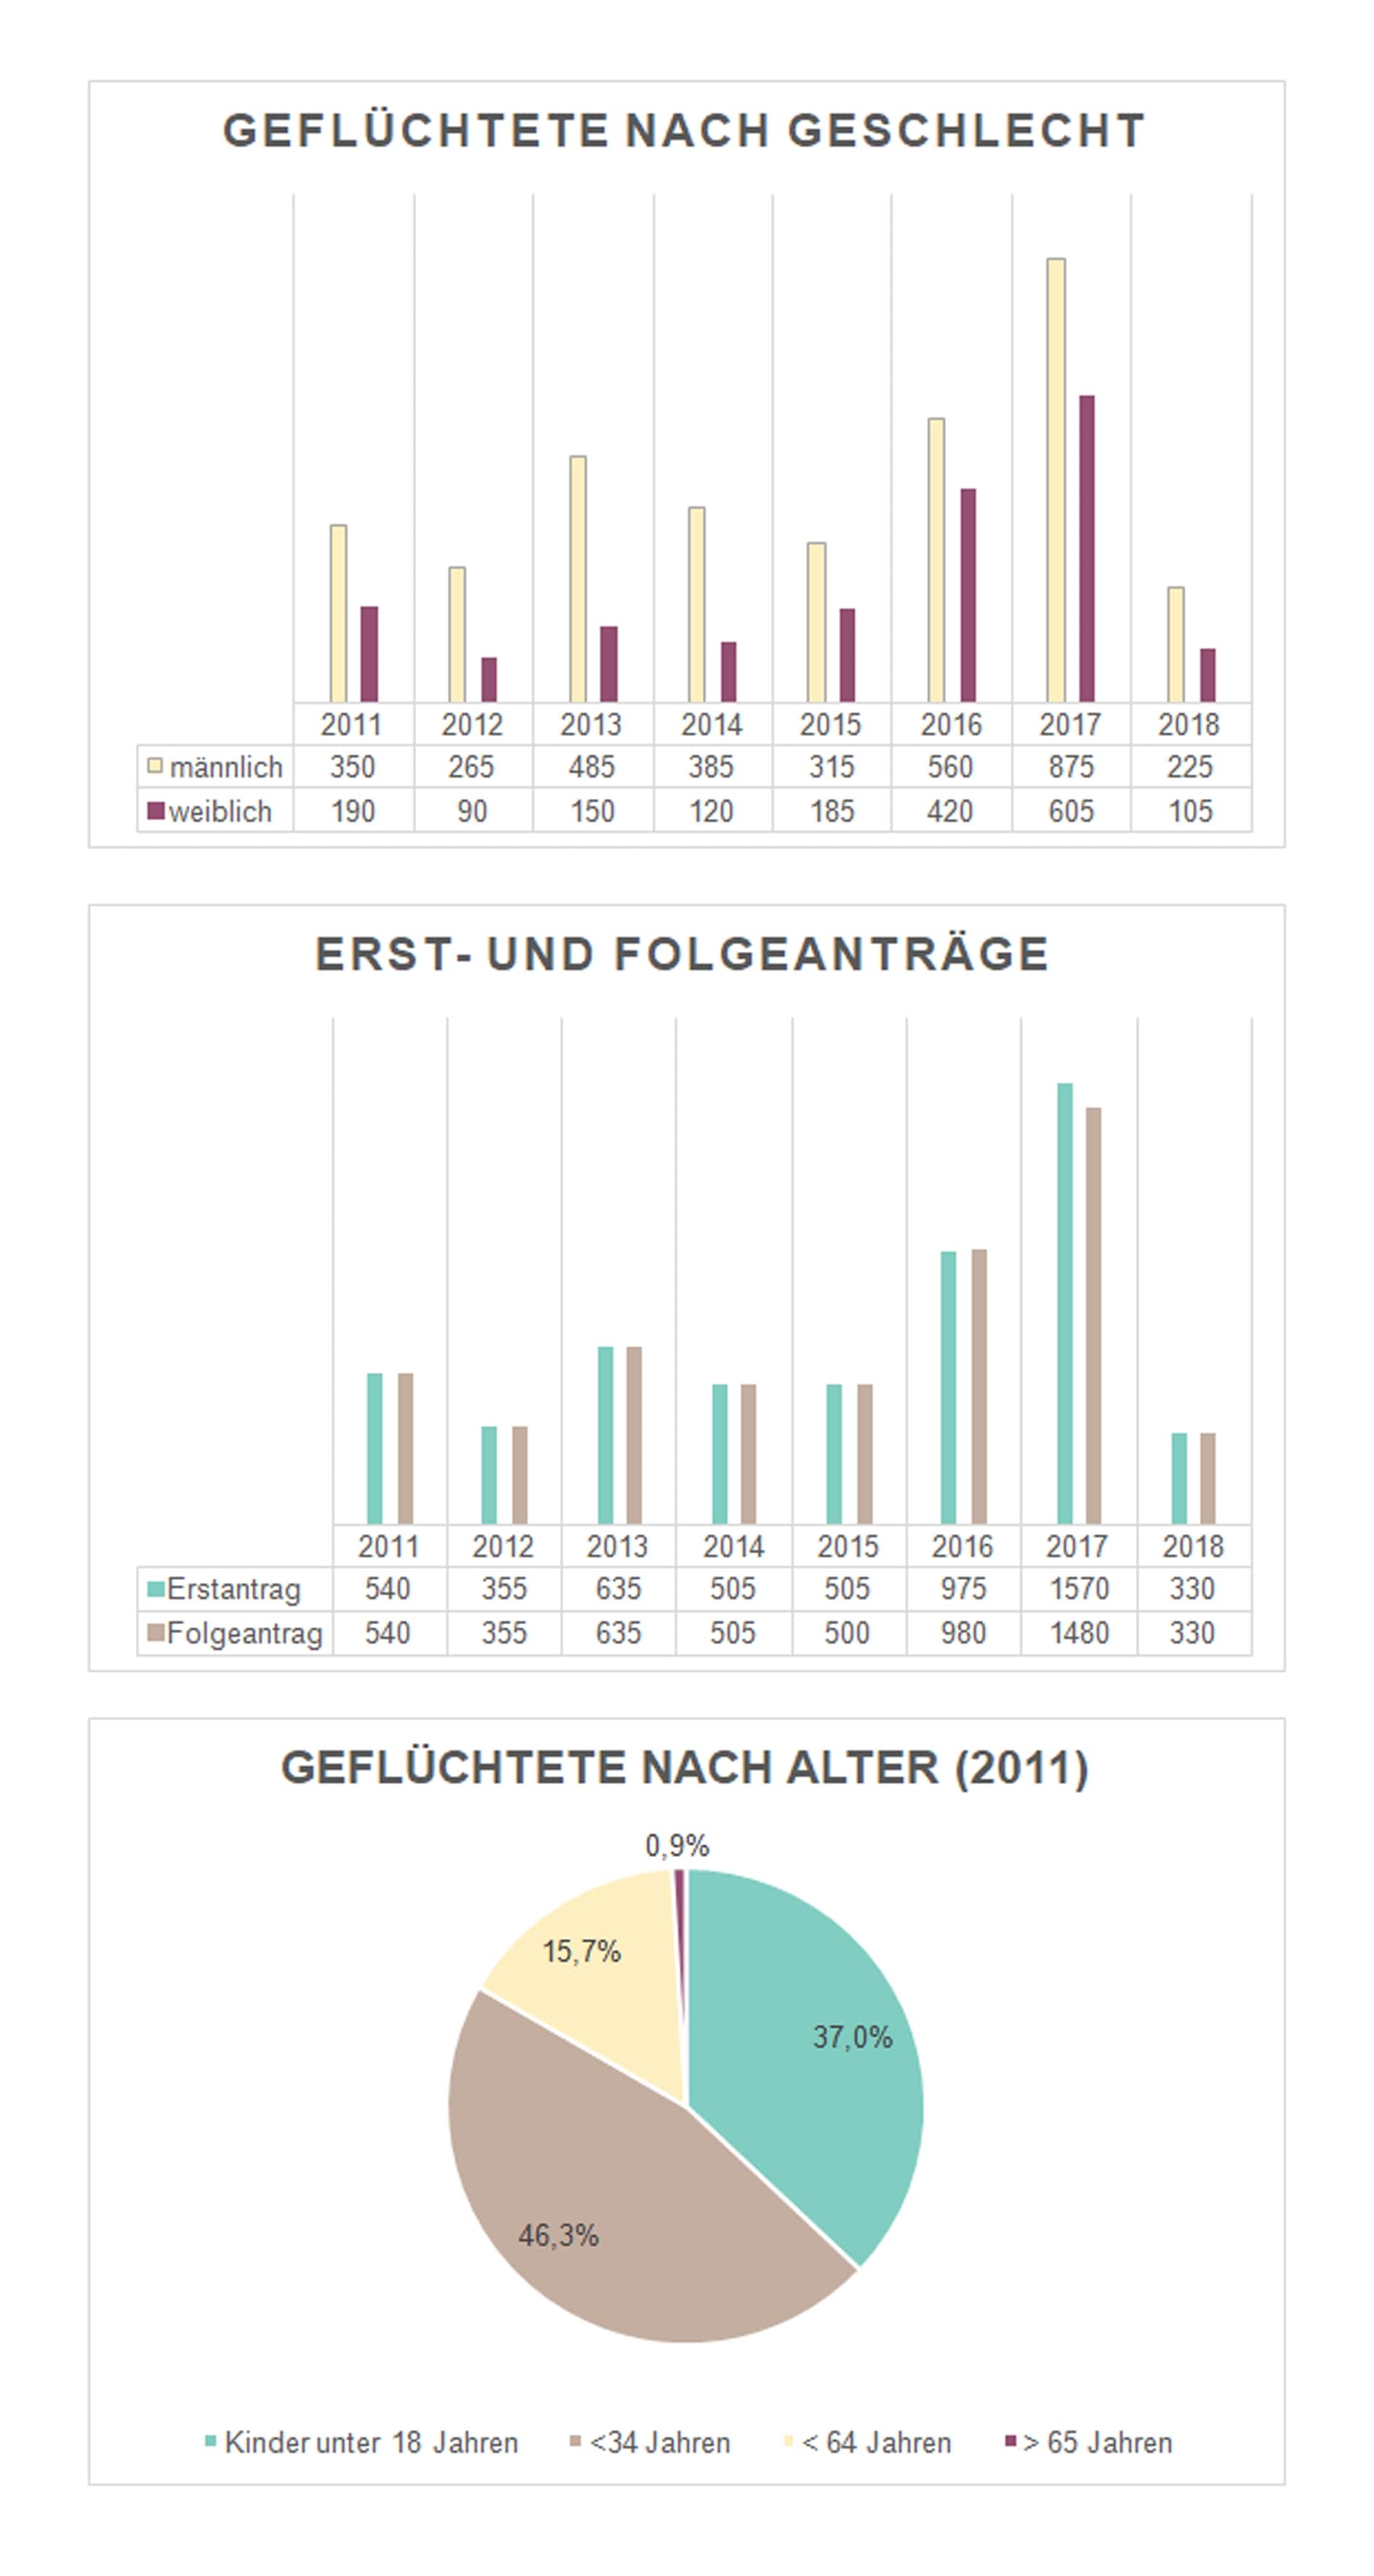 GEFLÜCHTETE NACH GESCHLECHT
2011 2012 2013 2014 2015 2016 2017 2018
männlich 350 265 485 385 315 560 875 225
weiblich 190 90 150 120 185 420 605 105
ERST- UND FOLGEANTRÄGE
2011 2012 2013 2014 2015 2016 2017 2018
Erstantrag 540 355 635 505 505 975 1570 330
Folgeantrag 540 355 635 505 500 980 1480 330
GEFLÜCHTETE NACH ALTER (2011)
0,9%
15,7%
37,0%
46,3%
Kinder unter 18 Jahren <34 Jahren < 64 Jahren > 65 Jahren